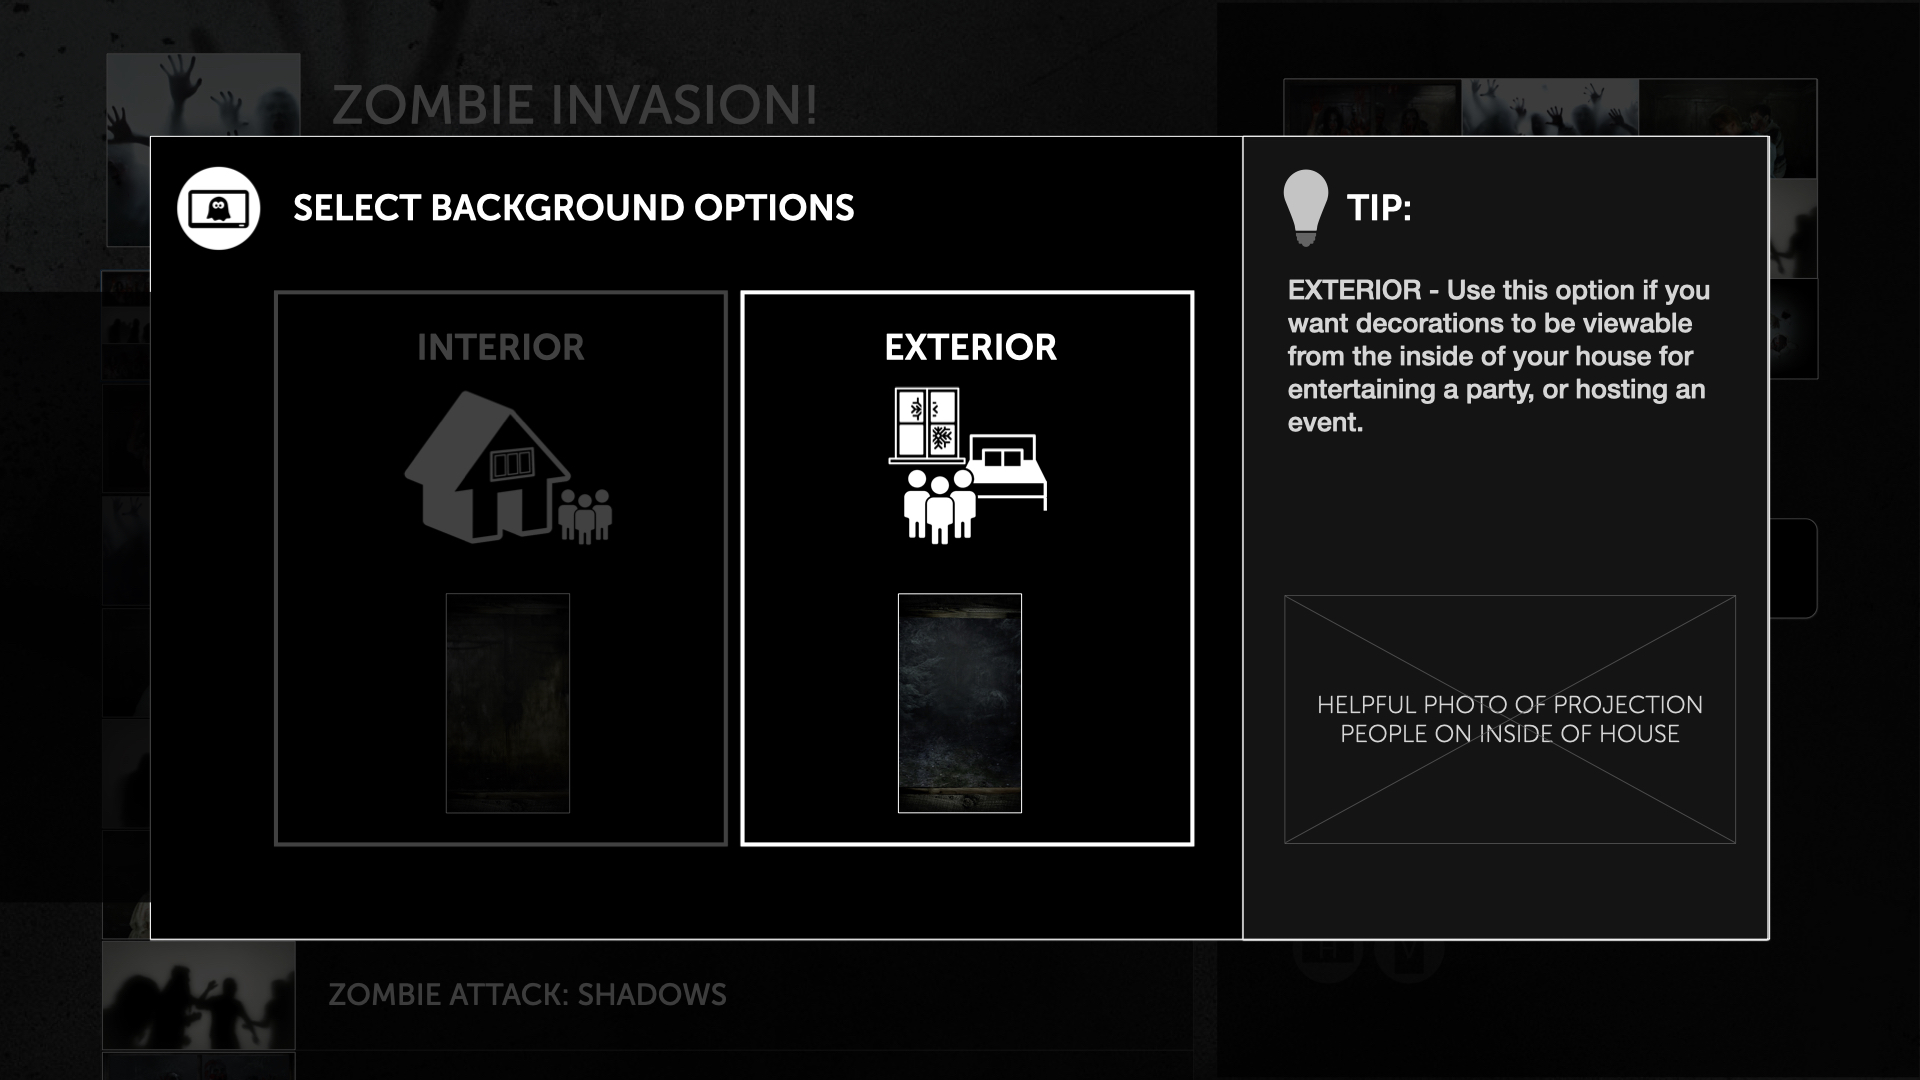 ZOMBIE INVASION!
SELECT BACKGROUND OPTIONS
INTERIOR
EXTERIOR
TIP:
EXTERIOR - Use this option if you
want decorations to be viewable
from the inside of your house for
entertaining a party, or hosting an
event.
HELPFUL PHOTO OF PROJECTION
PEOPLE ON INSIDE OF HOUSE
H V
ZOMBIE ATTACK: SHADOWS